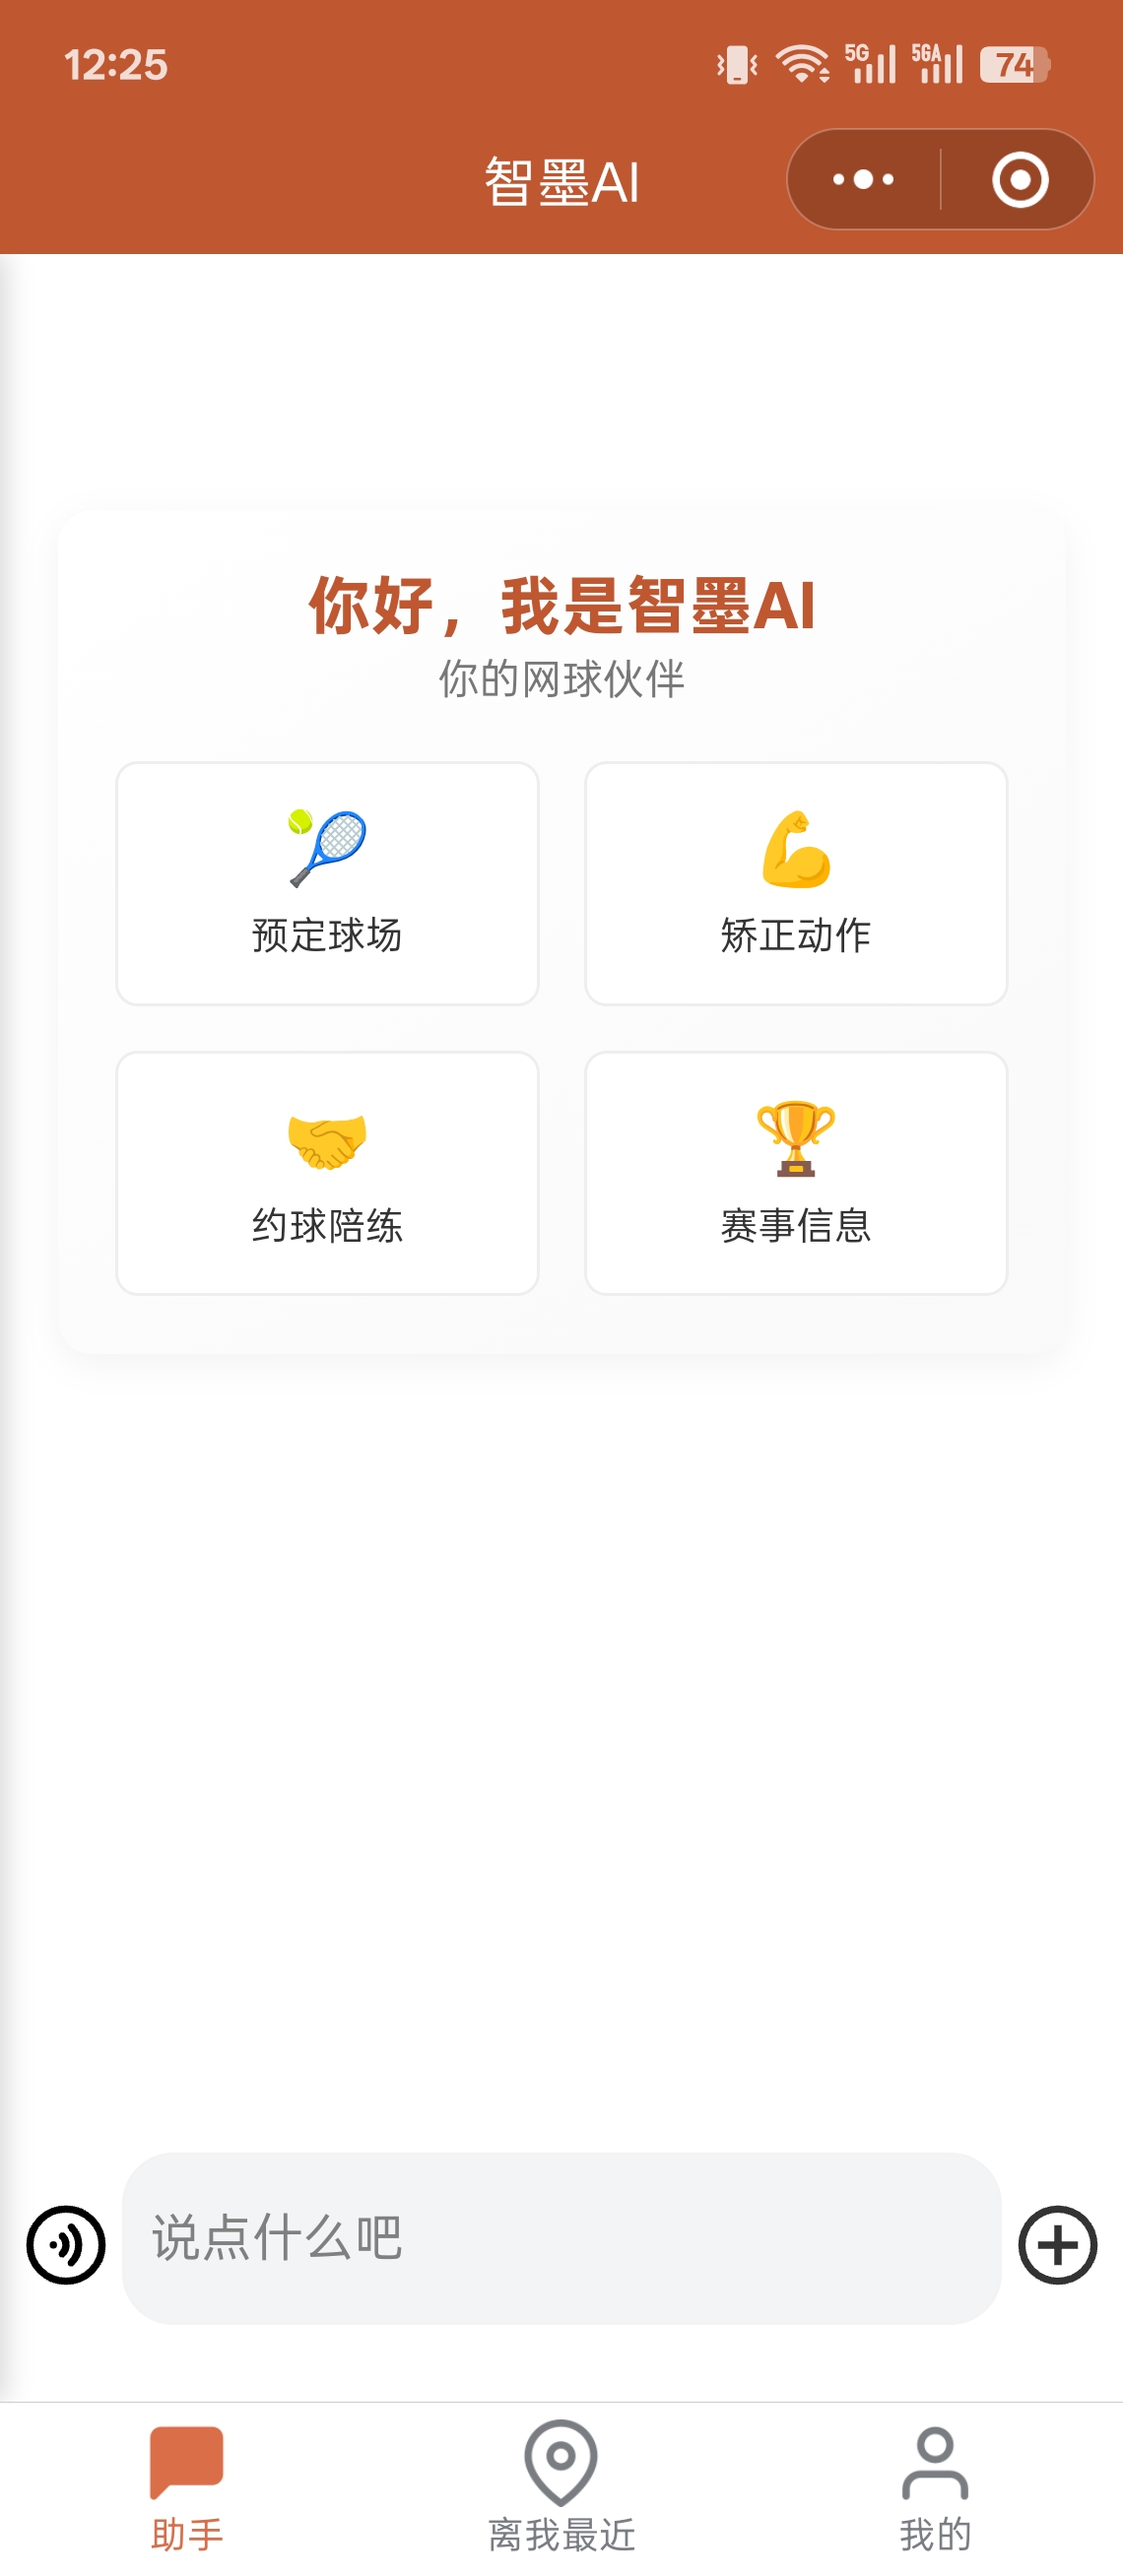 12:25
5G
5GA
74
智墨AI
你好，我是智墨AI
你的网球伙伴
预定球场
矫正动作
约球陪练
赛事信息
说点什么吧
助手
离我最近
我的